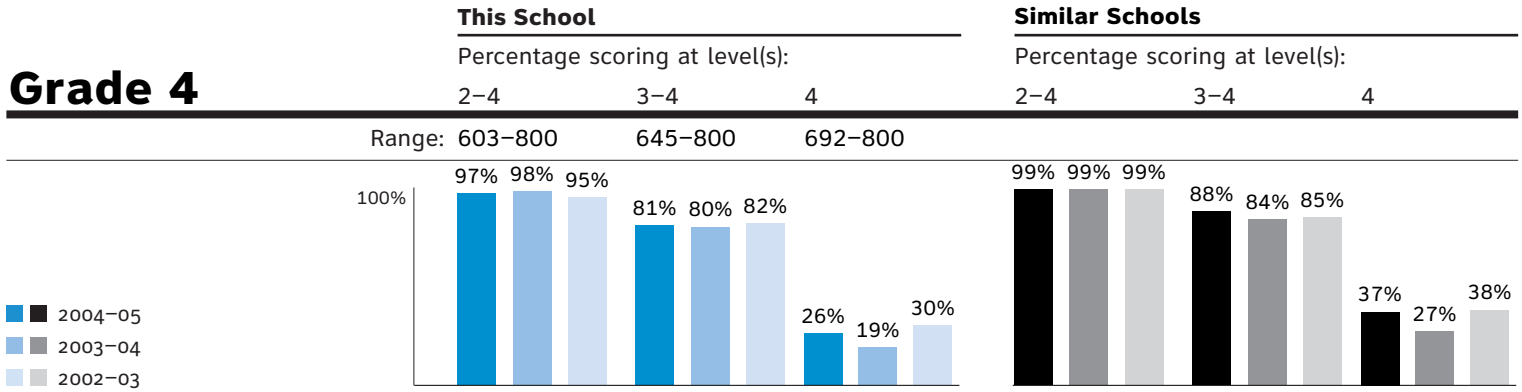 This School Similar Schools
Percentage scoring at level(s): Percentage scoring at level(s):
Grade 4 2–4 3–4 4 2–4 3–4 4
Range: 603–800 645–800 692–800
97% 98% 95% 81% 80% 82% 26% 19% 30% 99% 99% 99% 88% 84% 85% 37% 27% 38%
100%
2004–05
2003–04
2002–03